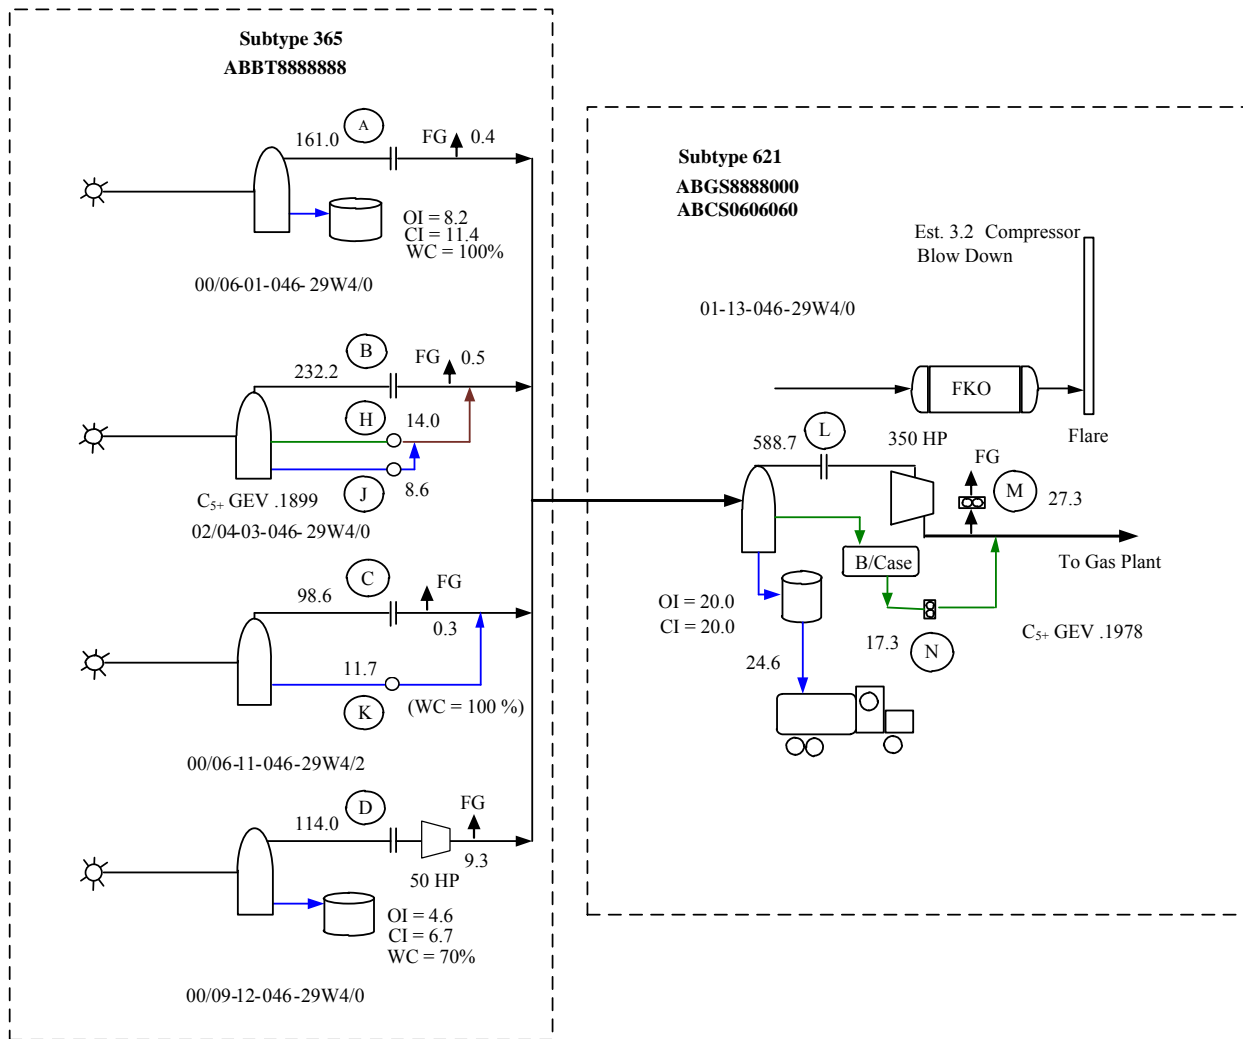 Subtype 365
ABBT8888888
161.0
A
FG
0.4
OI = 8.2
CI = 11.4
WC = 100%
00/06-01-046-29W4/0
232.2
B
FG
0.5
H
14.0
J
8.6
C5+ GEV .1899
02/04-03-046-29W4/0
98.6
C
FG
0.3
11.7
K
(WC = 100 %)
00/06-11-046-29W4/2
114.0
D
FG
9.3
50 HP
OI = 4.6
CI = 6.7
WC = 70%
00/09-12-046-29W4/0
Subtype 621
ABGS8888000
ABCS0606060
Est. 3.2 Compressor
Blow Down
01-13-046-29W4/0
FKO
Flare
588.7
L
350 HP
FG
M
27.3
To Gas Plant
B/Case
OI = 20.0
CI = 20.0
17.3
N
C5+ GEV .1978
24.6